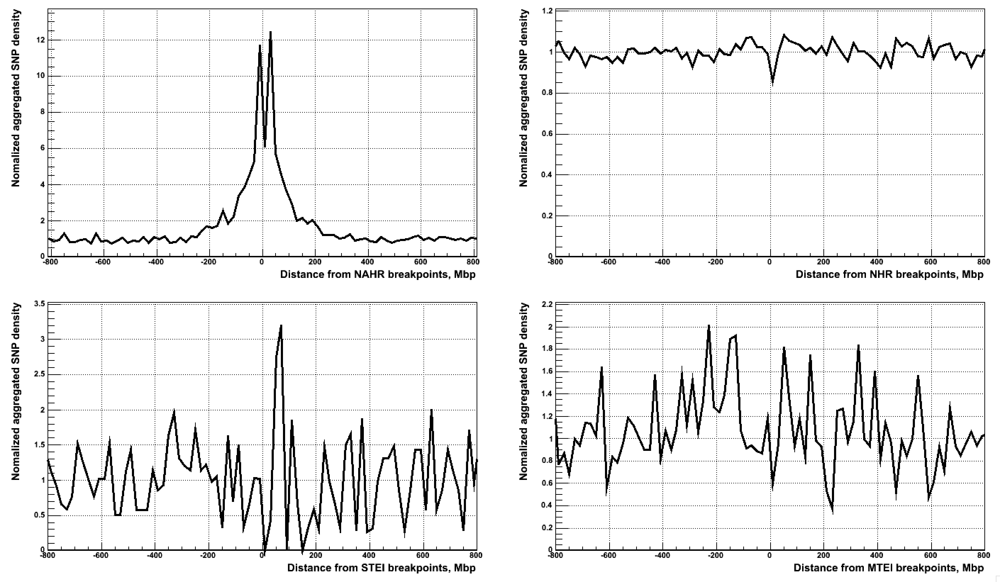 Nomalized aggregated SNP density
12
10
8
6
4
2
0
-800 -600 -400 -200 0 200 400 600 800
Distance from NAHR breakpoints, Mbp
Nomalized aggregated SNP density
1.2
1
0.8
0.6
0.4
0.2
0
-800 -600 -400 -200 0 200 400 600 800
Distance from NHR breakpoints, Mbp
Nomalized aggregated SNP density
3.5
3
2.5
2
1.5
1
0.5
0
-800 -600 -400 -200 0 200 400 600 800
Distance from STEI breakpoints, Mbp
Nomalized aggregated SNP density
2.2
2
1.8
1.6
1.4
1.2
1
0.8
0.6
0.4
0.2
0
-800 -600 -400 -200 0 200 400 600 800
Distance from MTEI breakpoints, Mbp